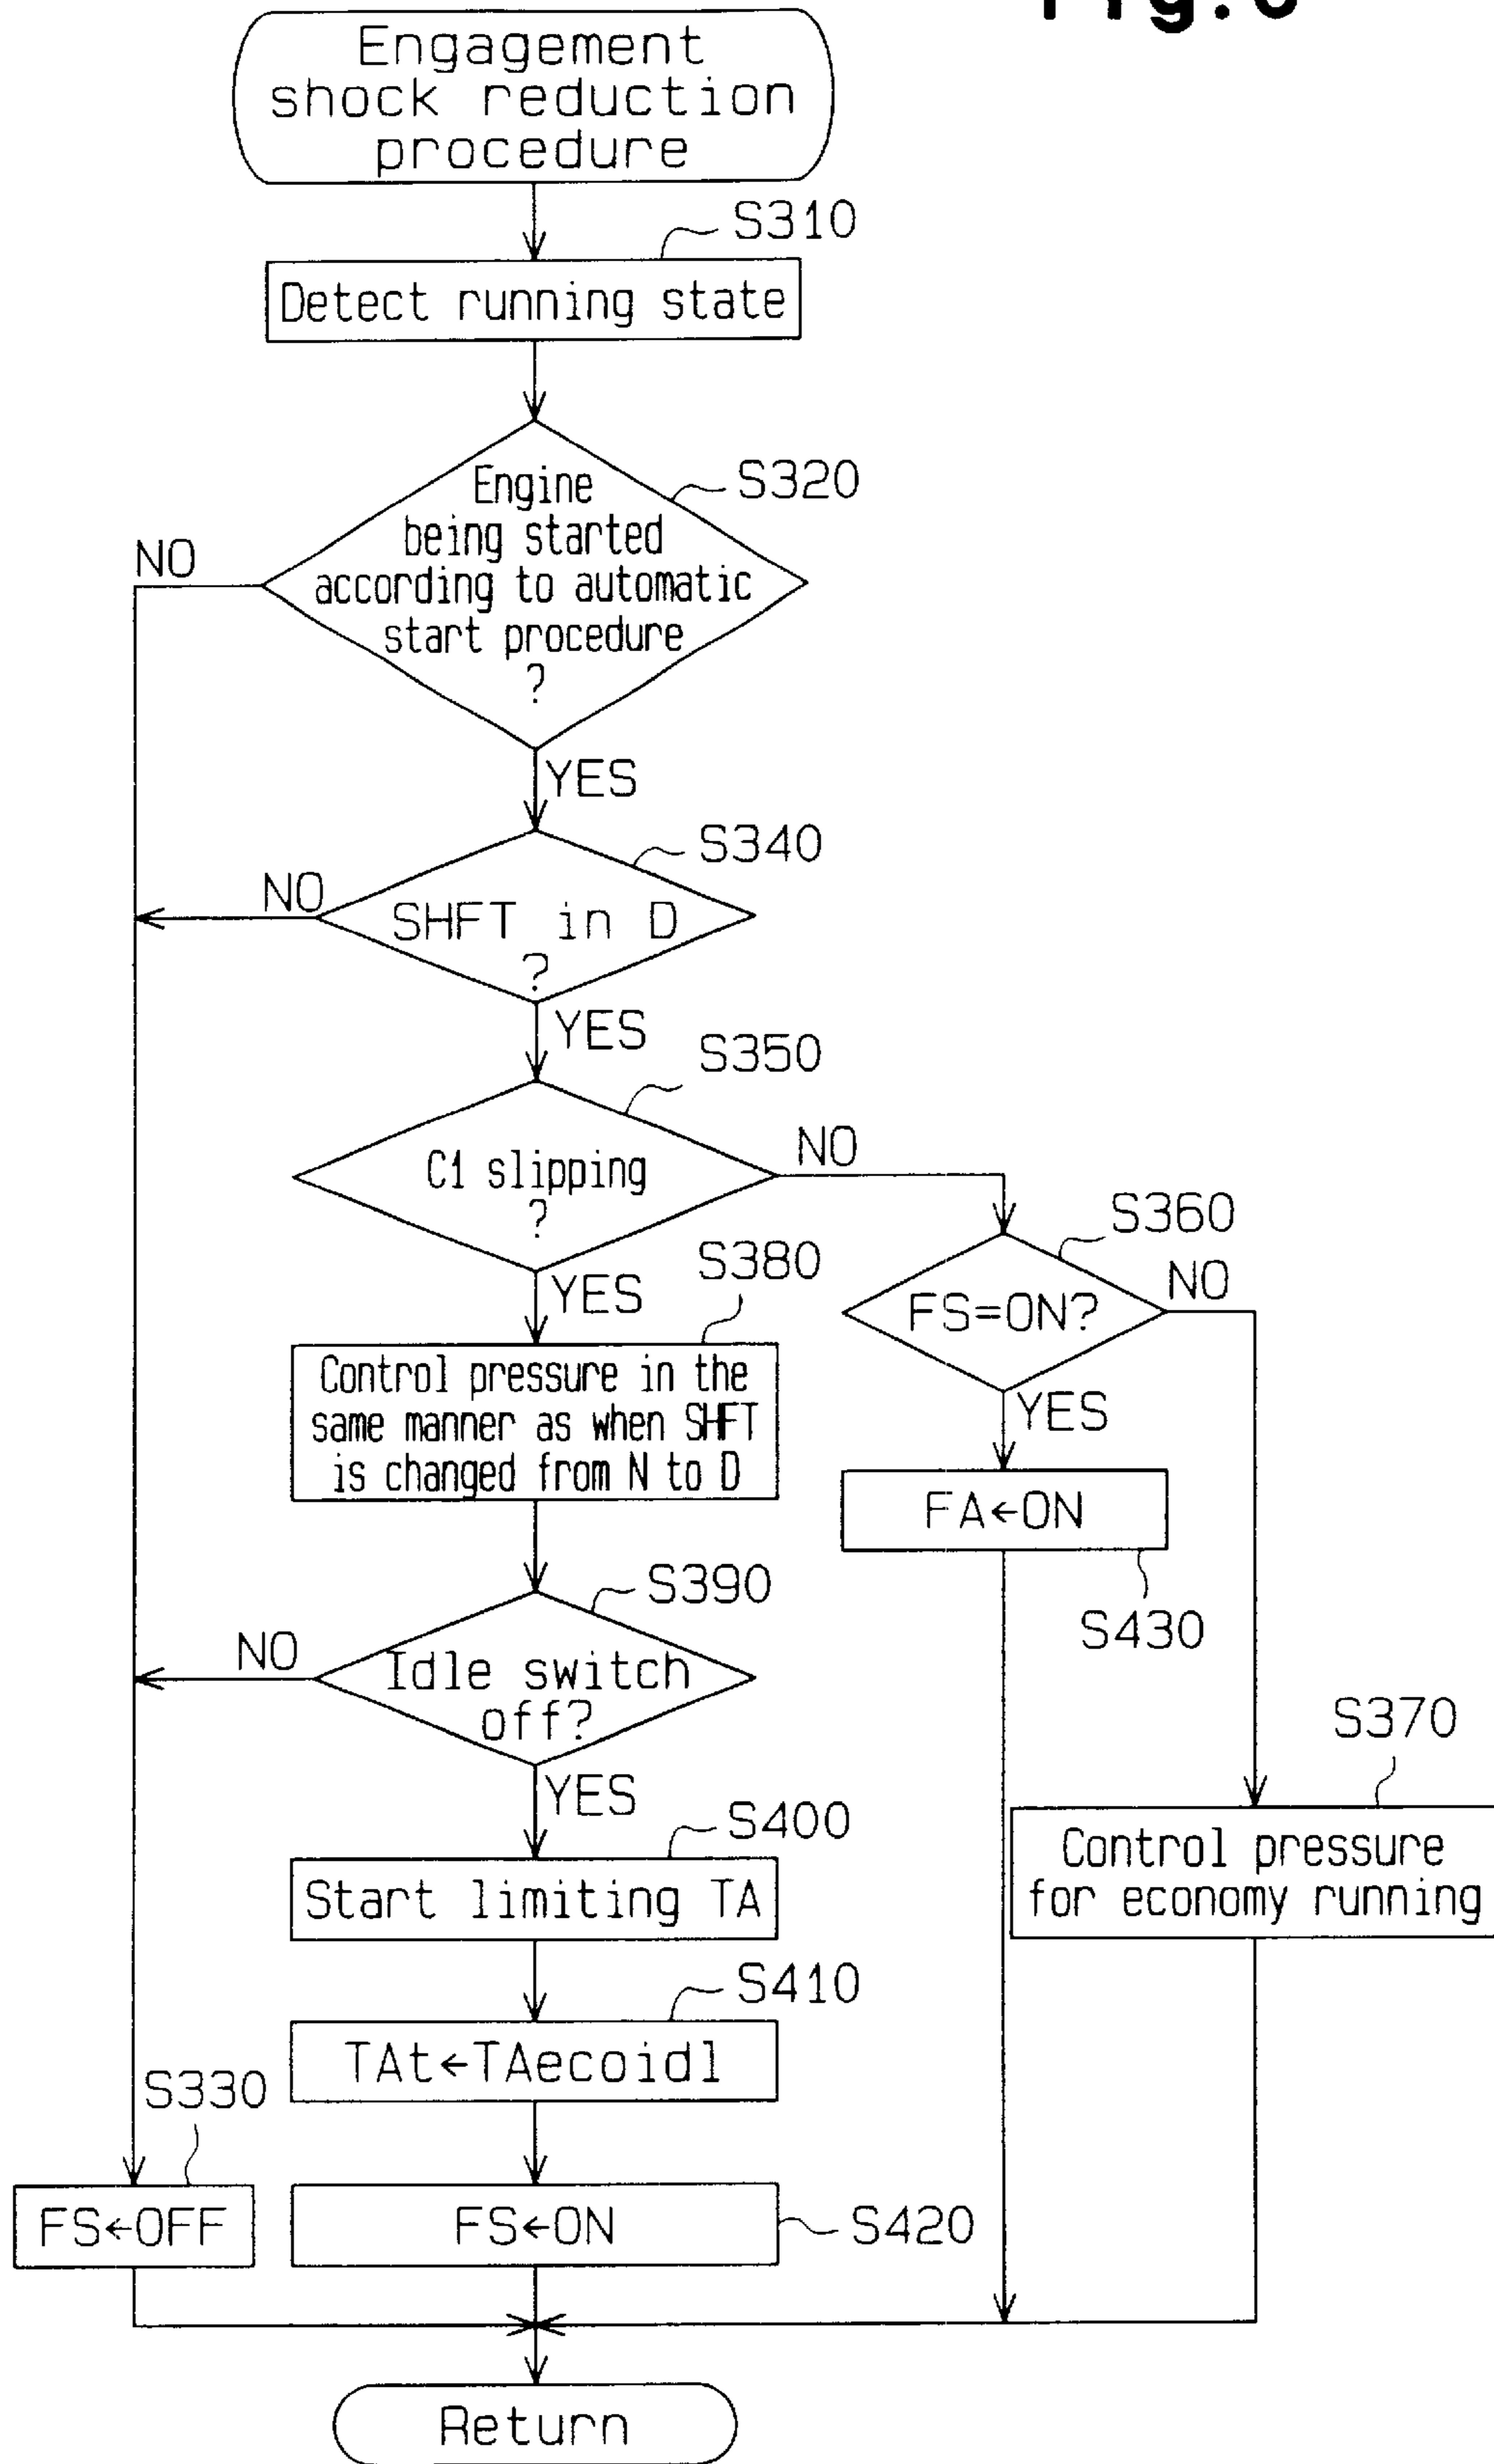 Engagement
shock reduction
procedure
S310
Detect running state
S320
Engine
being started
according to automatic
start procedure
?
NO
YES
S340
NO
SHFT in D
?
YES
S350
C1 slipping
?
NO
S360
FS=ON?
NO
YES
S380
Control pressure in the
same manner as when SHFT
is changed from N to D
YES
FA←ON
S430
S390
NO
Idle switch
off?
YES
S370
Control pressure
for economy running
S400
Start limiting TA
S410
TAt←TAecoidl
S330
FS←OFF
FS←ON
S420
Return